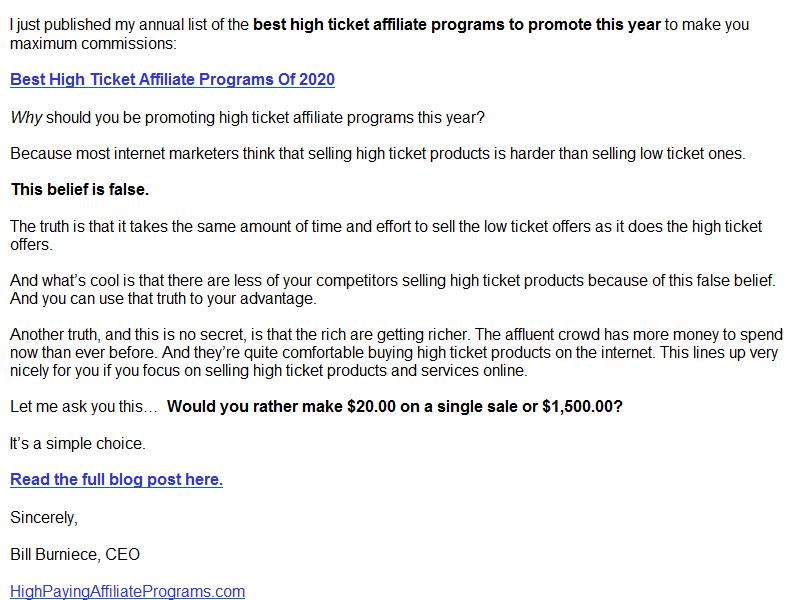 I just published my annual list of the best high ticket affiliate programs to promote this year to make you
maximum commissions:
Best High Ticket Affiliate Programs Of 2020
Why should you be promoting high ticket affiliate programs this year?
Because most internet marketers think that selling high ticket products is harder than selling low ticket ones.
This belief is false.
The truth is that it takes the same amount of time and effort to sell the low ticket offers as it does the high ticket
offers.
And what's cool is that there are less of your competitors selling high ticket products because of this false belief.
And you can use that truth to your advantage.
Another truth, and this is no secret, is that the rich are getting richer. The affluent crowd has more money to spend
now than ever before. And they're quite comfortable buying high ticket products on the internet. This lines up very
nicely for you if you focus on selling high ticket products and services online.
Let me ask you this… Would you rather make $20.00 on a single sale or $1,500.00?
It's a simple choice.
Read the full blog post here.
Sincerely,
Bill Burniece, CEO
HighPayingAffiliatePrograms.com